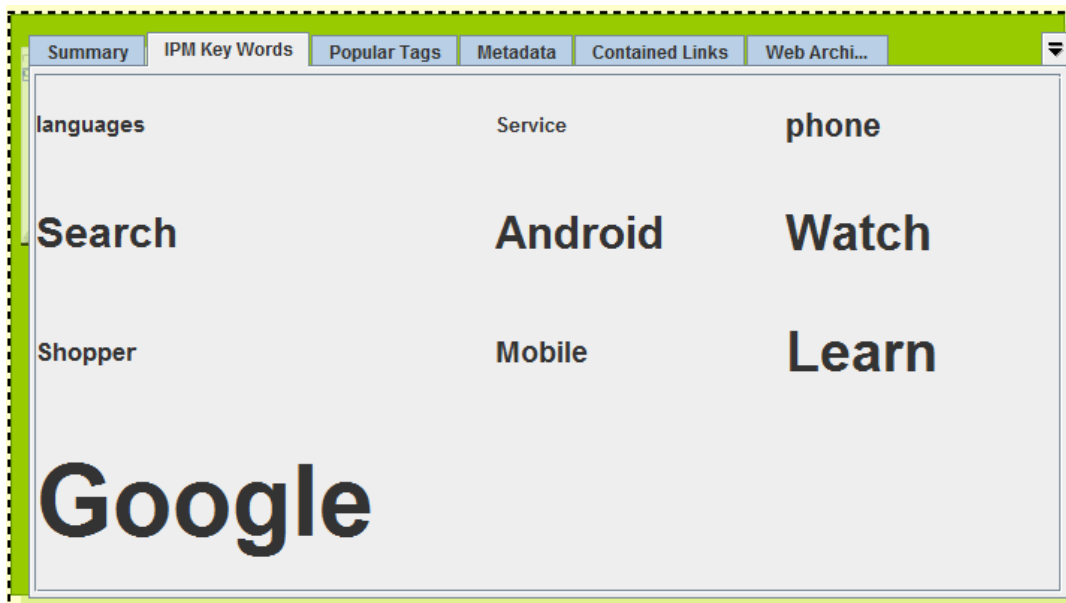 Summary IPM Key Words Popular Tags Metadata Contained Links Web Archi...
languages Service phone
Search Android Watch
Shopper Mobile Learn
Google